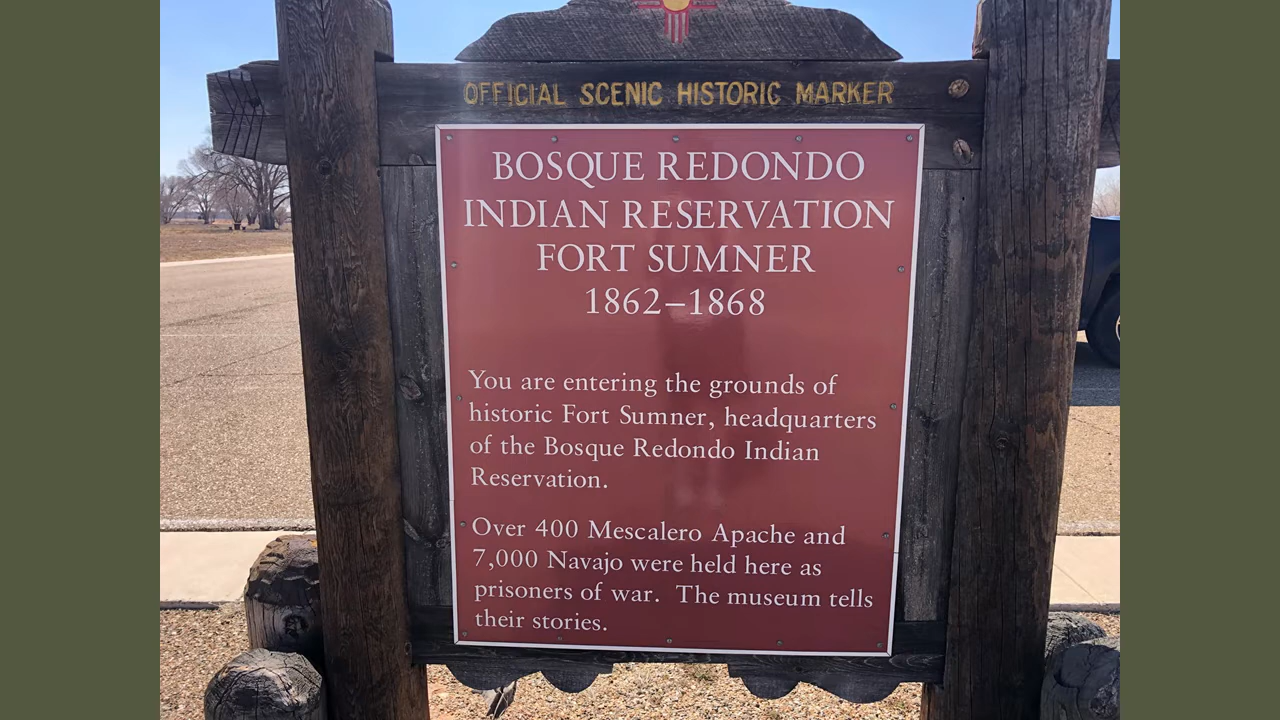 OFFICIAL SCENIC HISTORIC MARKER
BOSQUE REDONDO
INDIAN RESERVATION
FORT SUMNER
1862–1868
You are entering the grounds of
historic Fort Sumner, headquarters
of the Bosque Redondo Indian
Reservation.
Over 400 Mescalero Apache and
7,000 Navajo were held here as
prisoners of war. The museum tells
their stories.